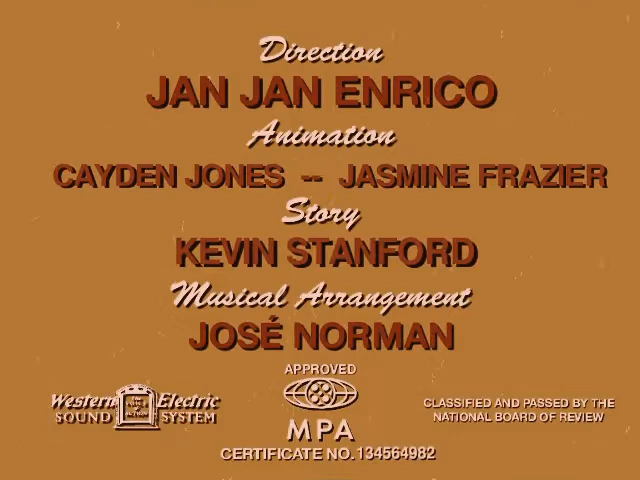 Direction
JAN JAN ENRICO
Animation
CAYDEN JONES -- JASMINE FRAZIER
Story
KEVIN STANFORD
Musical Arrangement
JOSÉ NORMAN
APPROVED
Western Electric
SOUND SYSTEM
MPA
CERTIFICATE NO. 134564982
CLASSIFIED AND PASSED BY THE
NATIONAL BOARD OF REVIEW